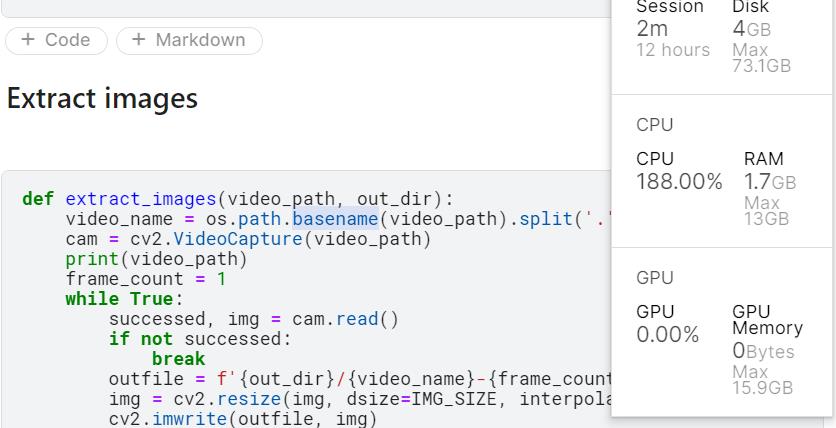 + Code + Markdown
Extract images
def extract_images(video_path, out_dir):
video_name = os.path.basename(video_path).split('.'
cam = cv2.VideoCapture(video_path)
print(video_path)
frame_count = 1
while True:
successed, img = cam.read()
if not successed:
break
outfile = f'{out_dir}/{video_name}-{frame_count
img = cv2.resize(img, dsize=IMG_SIZE, interpola
cv2.imwrite(outfile, img)
Session
2m
12 hours
Disk
4GB
Max
73.1GB
CPU
CPU
188.00%
RAM
1.7GB
Max
13GB
GPU
GPU
0.00%
GPU
Memory
0Bytes
Max
15.9GB